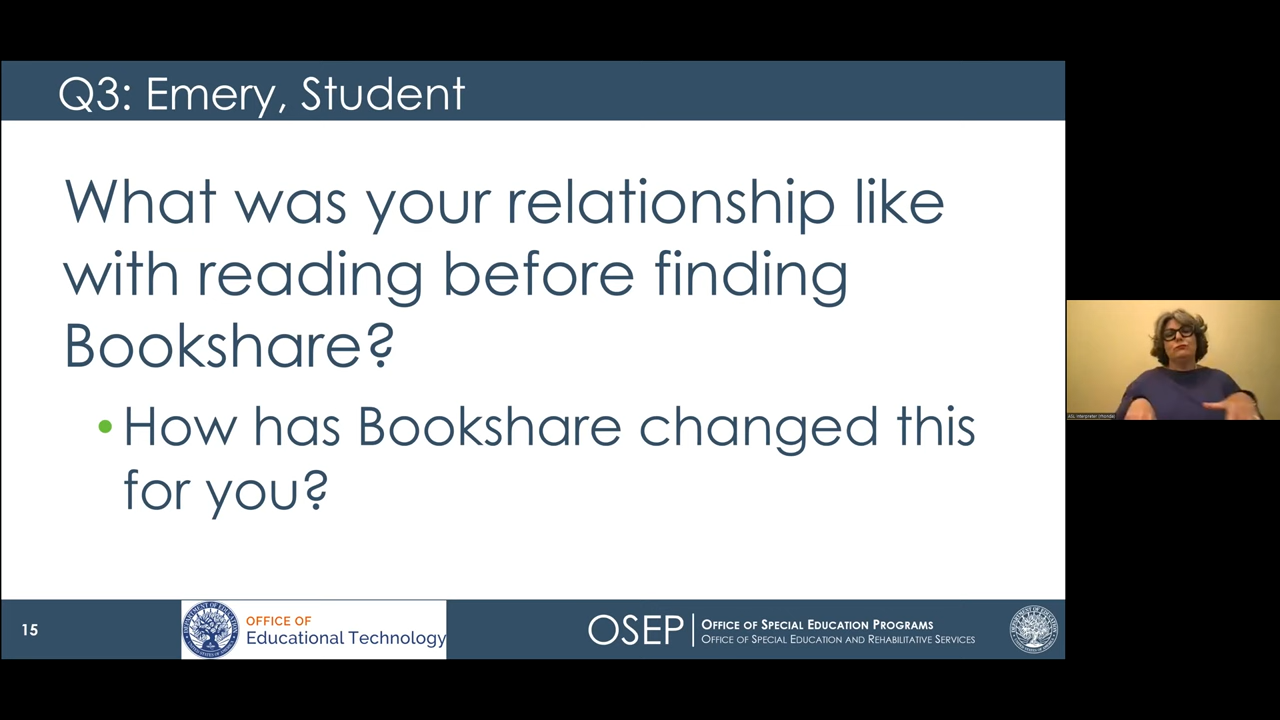 Q3: Emery, Student
What was your relationship like
with reading before finding
Bookshare?
• How has Bookshare changed this
for you?
15
OFFICE OF
Educational Technology
OSEP
OFFICE OF SPECIAL EDUCATION PROGRAMS
OFFICE OF SPECIAL EDUCATION AND REHABILITATIVE SERVICES
ASL Interpreter